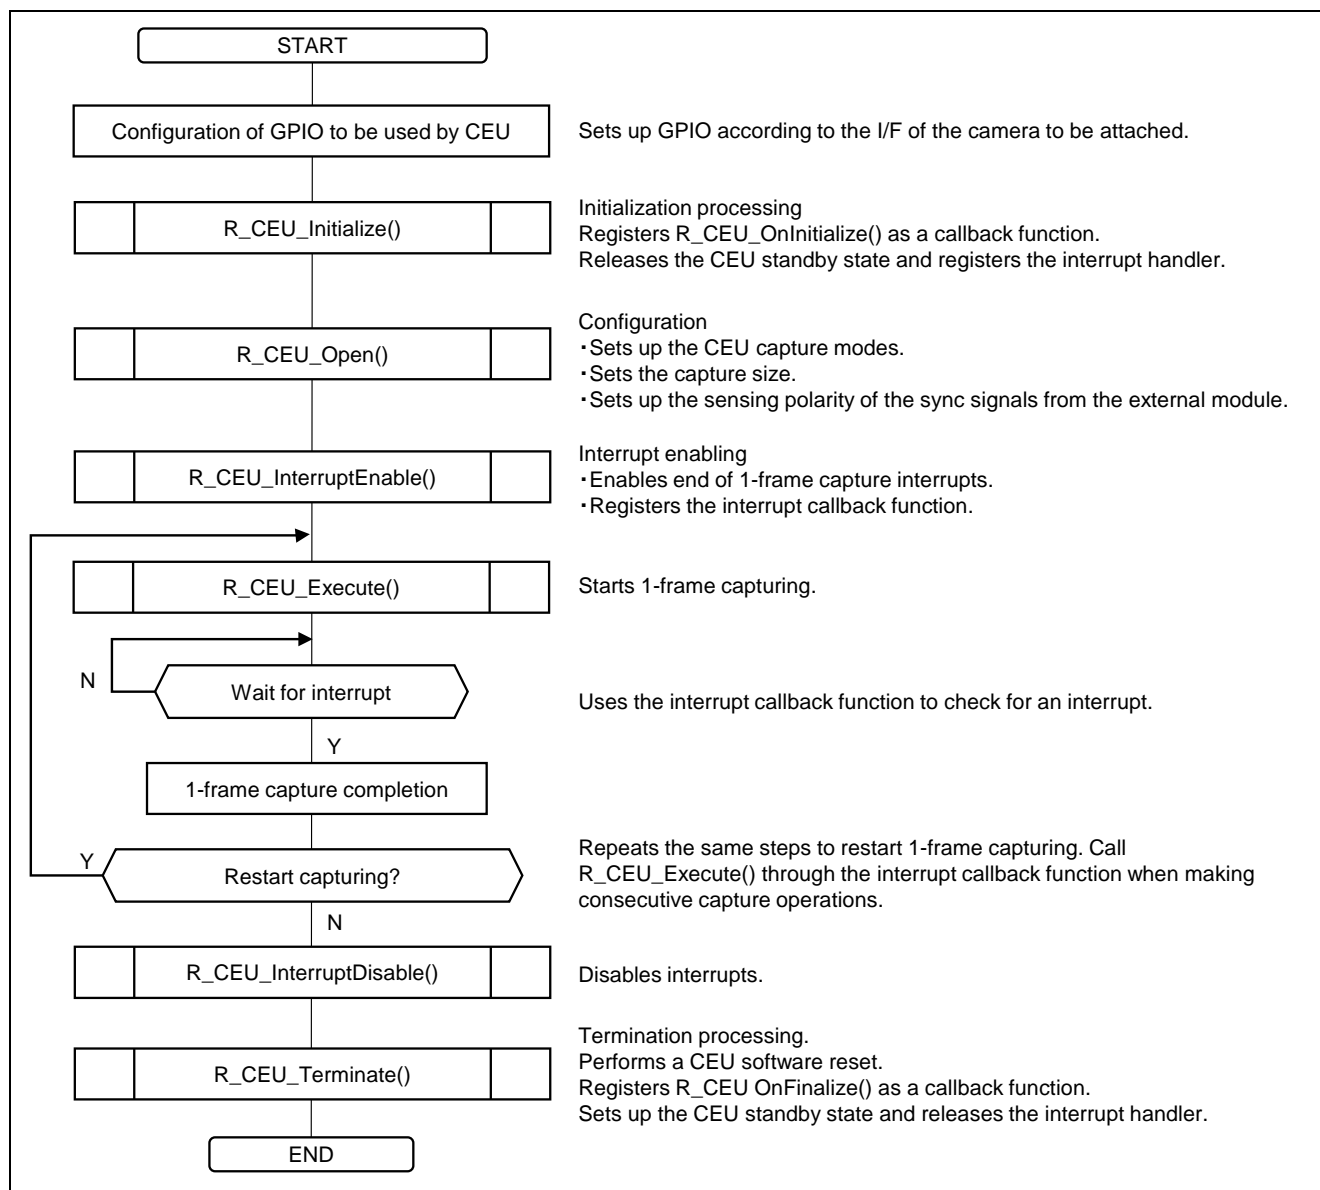 START
Configuration of GPIO to be used by CEU
Sets up GPIO according to the I/F of the camera to be attached.
R_CEU_Initialize()
Initialization processing
Registers R_CEU_OnInitialize() as a callback function.
Releases the CEU standby state and registers the interrupt handler.
R_CEU_Open()
Configuration
・Sets up the CEU capture modes.
・Sets the capture size.
・Sets up the sensing polarity of the sync signals from the external module.
R_CEU_InterruptEnable()
Interrupt enabling
・Enables end of 1-frame capture interrupts.
・Registers the interrupt callback function.
R_CEU_Execute()
Starts 1-frame capturing.
N
Wait for interrupt
Uses the interrupt callback function to check for an interrupt.
Y
1-frame capture completion
Y
Restart capturing?
Repeats the same steps to restart 1-frame capturing. Call
R_CEU_Execute() through the interrupt callback function when making
consecutive capture operations.
N
R_CEU_InterruptDisable()
Disables interrupts.
R_CEU_Terminate()
Termination processing.
Performs a CEU software reset.
Registers R_CEU OnFinalize() as a callback function.
Sets up the CEU standby state and releases the interrupt handler.
END